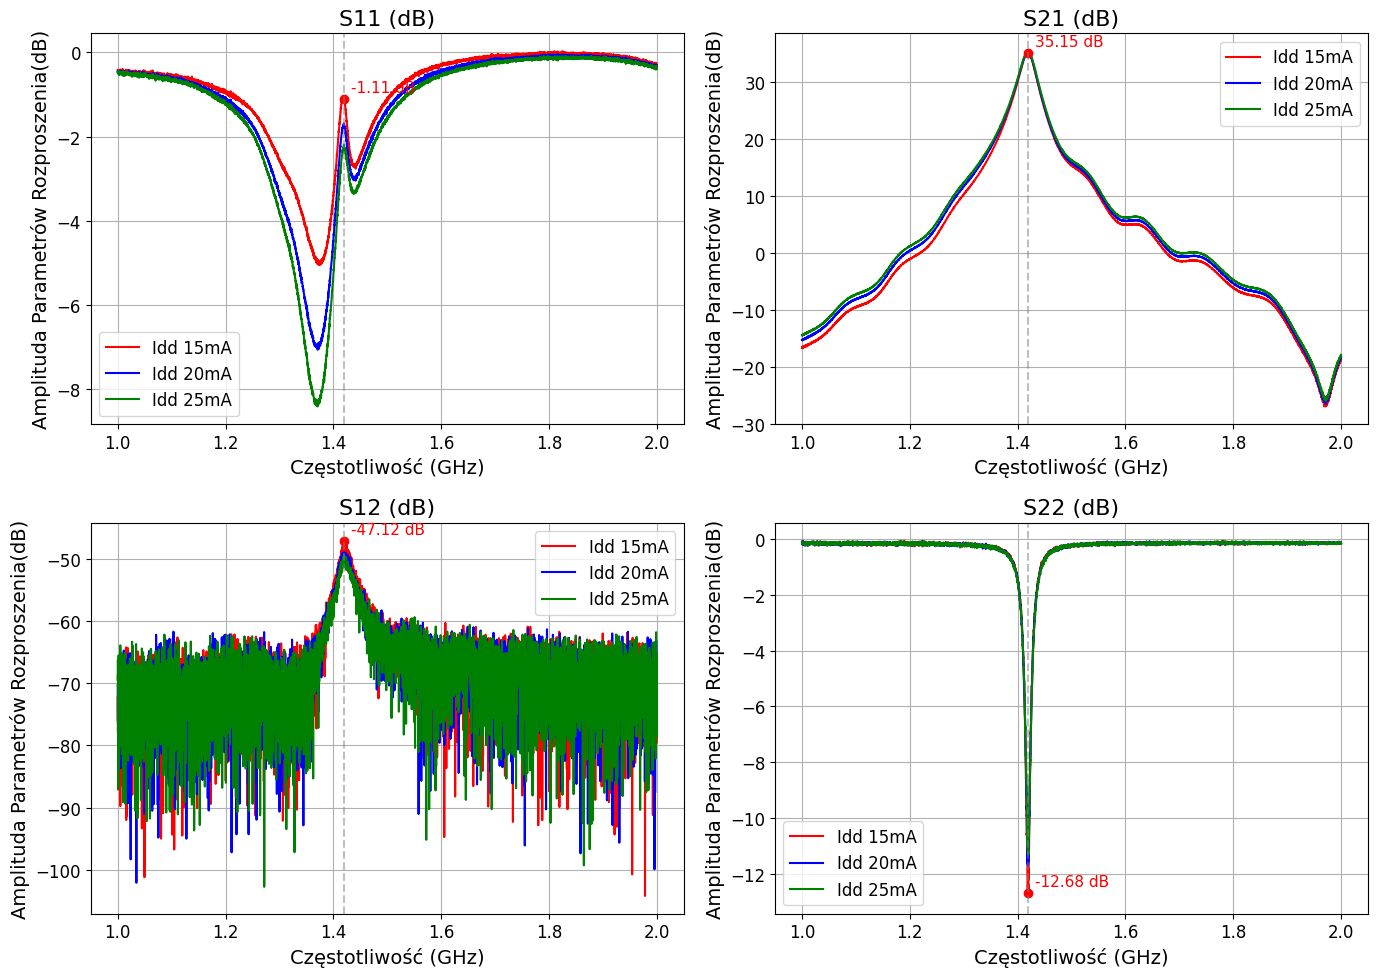 S11 (dB)
Amplituda Parametrów Rozproszenia(dB)
0
−2
−4
−6
−8
-1.11 dB
Idd 15mA
Idd 20mA
Idd 25mA
1.0 1.2 1.4 1.6 1.8 2.0
Częstotliwość (GHz)
S21 (dB)
Amplituda Parametrów Rozproszenia(dB)
30
20
10
0
−10
−20
−30
35.15 dB
Idd 15mA
Idd 20mA
Idd 25mA
1.0 1.2 1.4 1.6 1.8 2.0
Częstotliwość (GHz)
S12 (dB)
Amplituda Parametrów Rozproszenia(dB)
−50
−60
−70
−80
−90
−100
-47.12 dB
Idd 15mA
Idd 20mA
Idd 25mA
1.0 1.2 1.4 1.6 1.8 2.0
Częstotliwość (GHz)
S22 (dB)
Amplituda Parametrów Rozproszenia(dB)
0
−2
−4
−6
−8
−10
−12
-12.68 dB
Idd 15mA
Idd 20mA
Idd 25mA
1.0 1.2 1.4 1.6 1.8 2.0
Częstotliwość (GHz)